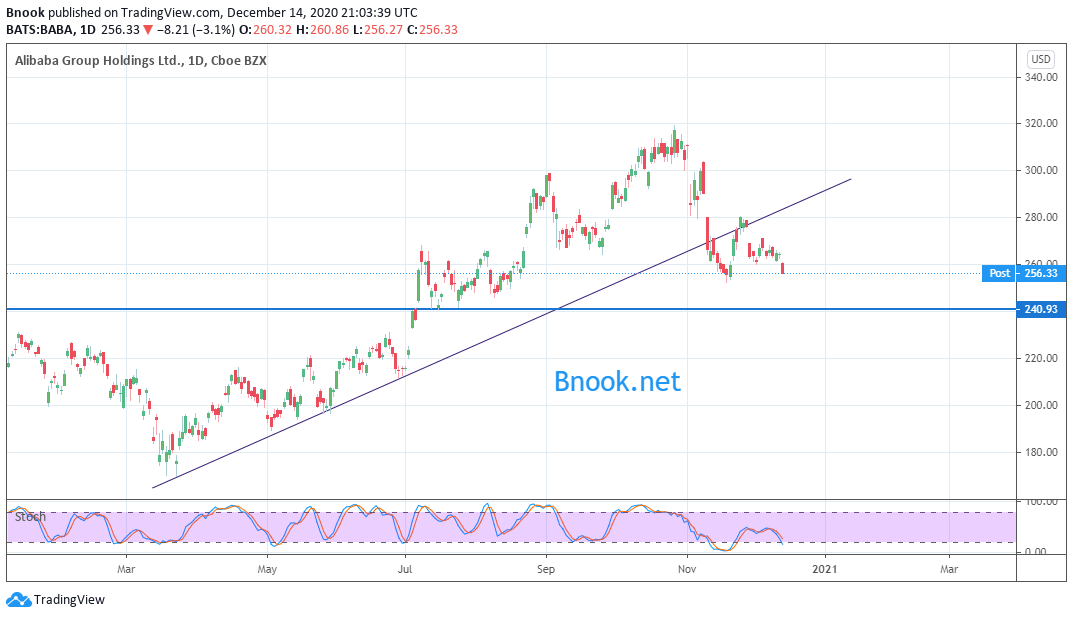 Bnook published on TradingView.com, December 14, 2020 21:03:39 UTC
BATS:BABA, 1D 256.33 ▼ −8.21 (−3.1%) O:260.32 H:260.86 L:256.27 C:256.33
Alibaba Group Holdings Ltd., 1D, Cboe BZX
USD
340.00
320.00
300.00
280.00
260.00
Post 256.33
240.93
220.00
Bnook.net
200.00
180.00
100.00
Stoch
0.00
Mar May Jul Sep Nov 2021 Mar
TradingView